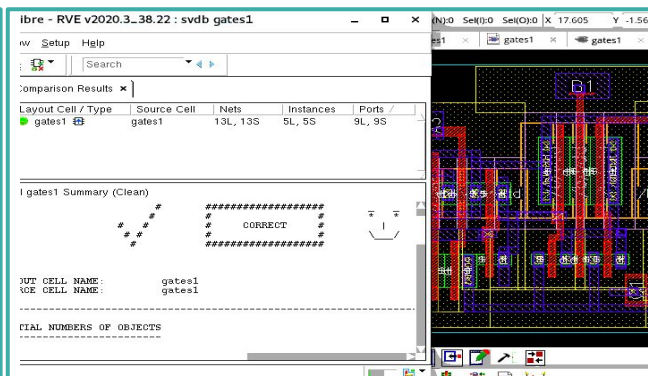 ibre - RVE v2020.3_38.22 : svdb gates1
(N):0 Sel(I):0 Sel(O):0 X 17.605 Y -1.56
Setup Help
gates1 gates1
Search
Comparison Results
Layout Cell / Type Source Cell Nets Instances Ports
gates1 gates1 13L, 13S 5L, 5S 9L, 9S
gates1 Summary (Clean)
# ###################
# # # * *
# # # CORRECT # |
# # # # \___/
# ###################
OUT CELL NAME: gates1
RCE CELL NAME: gates1
TIAL NUMBERS OF OBJECTS